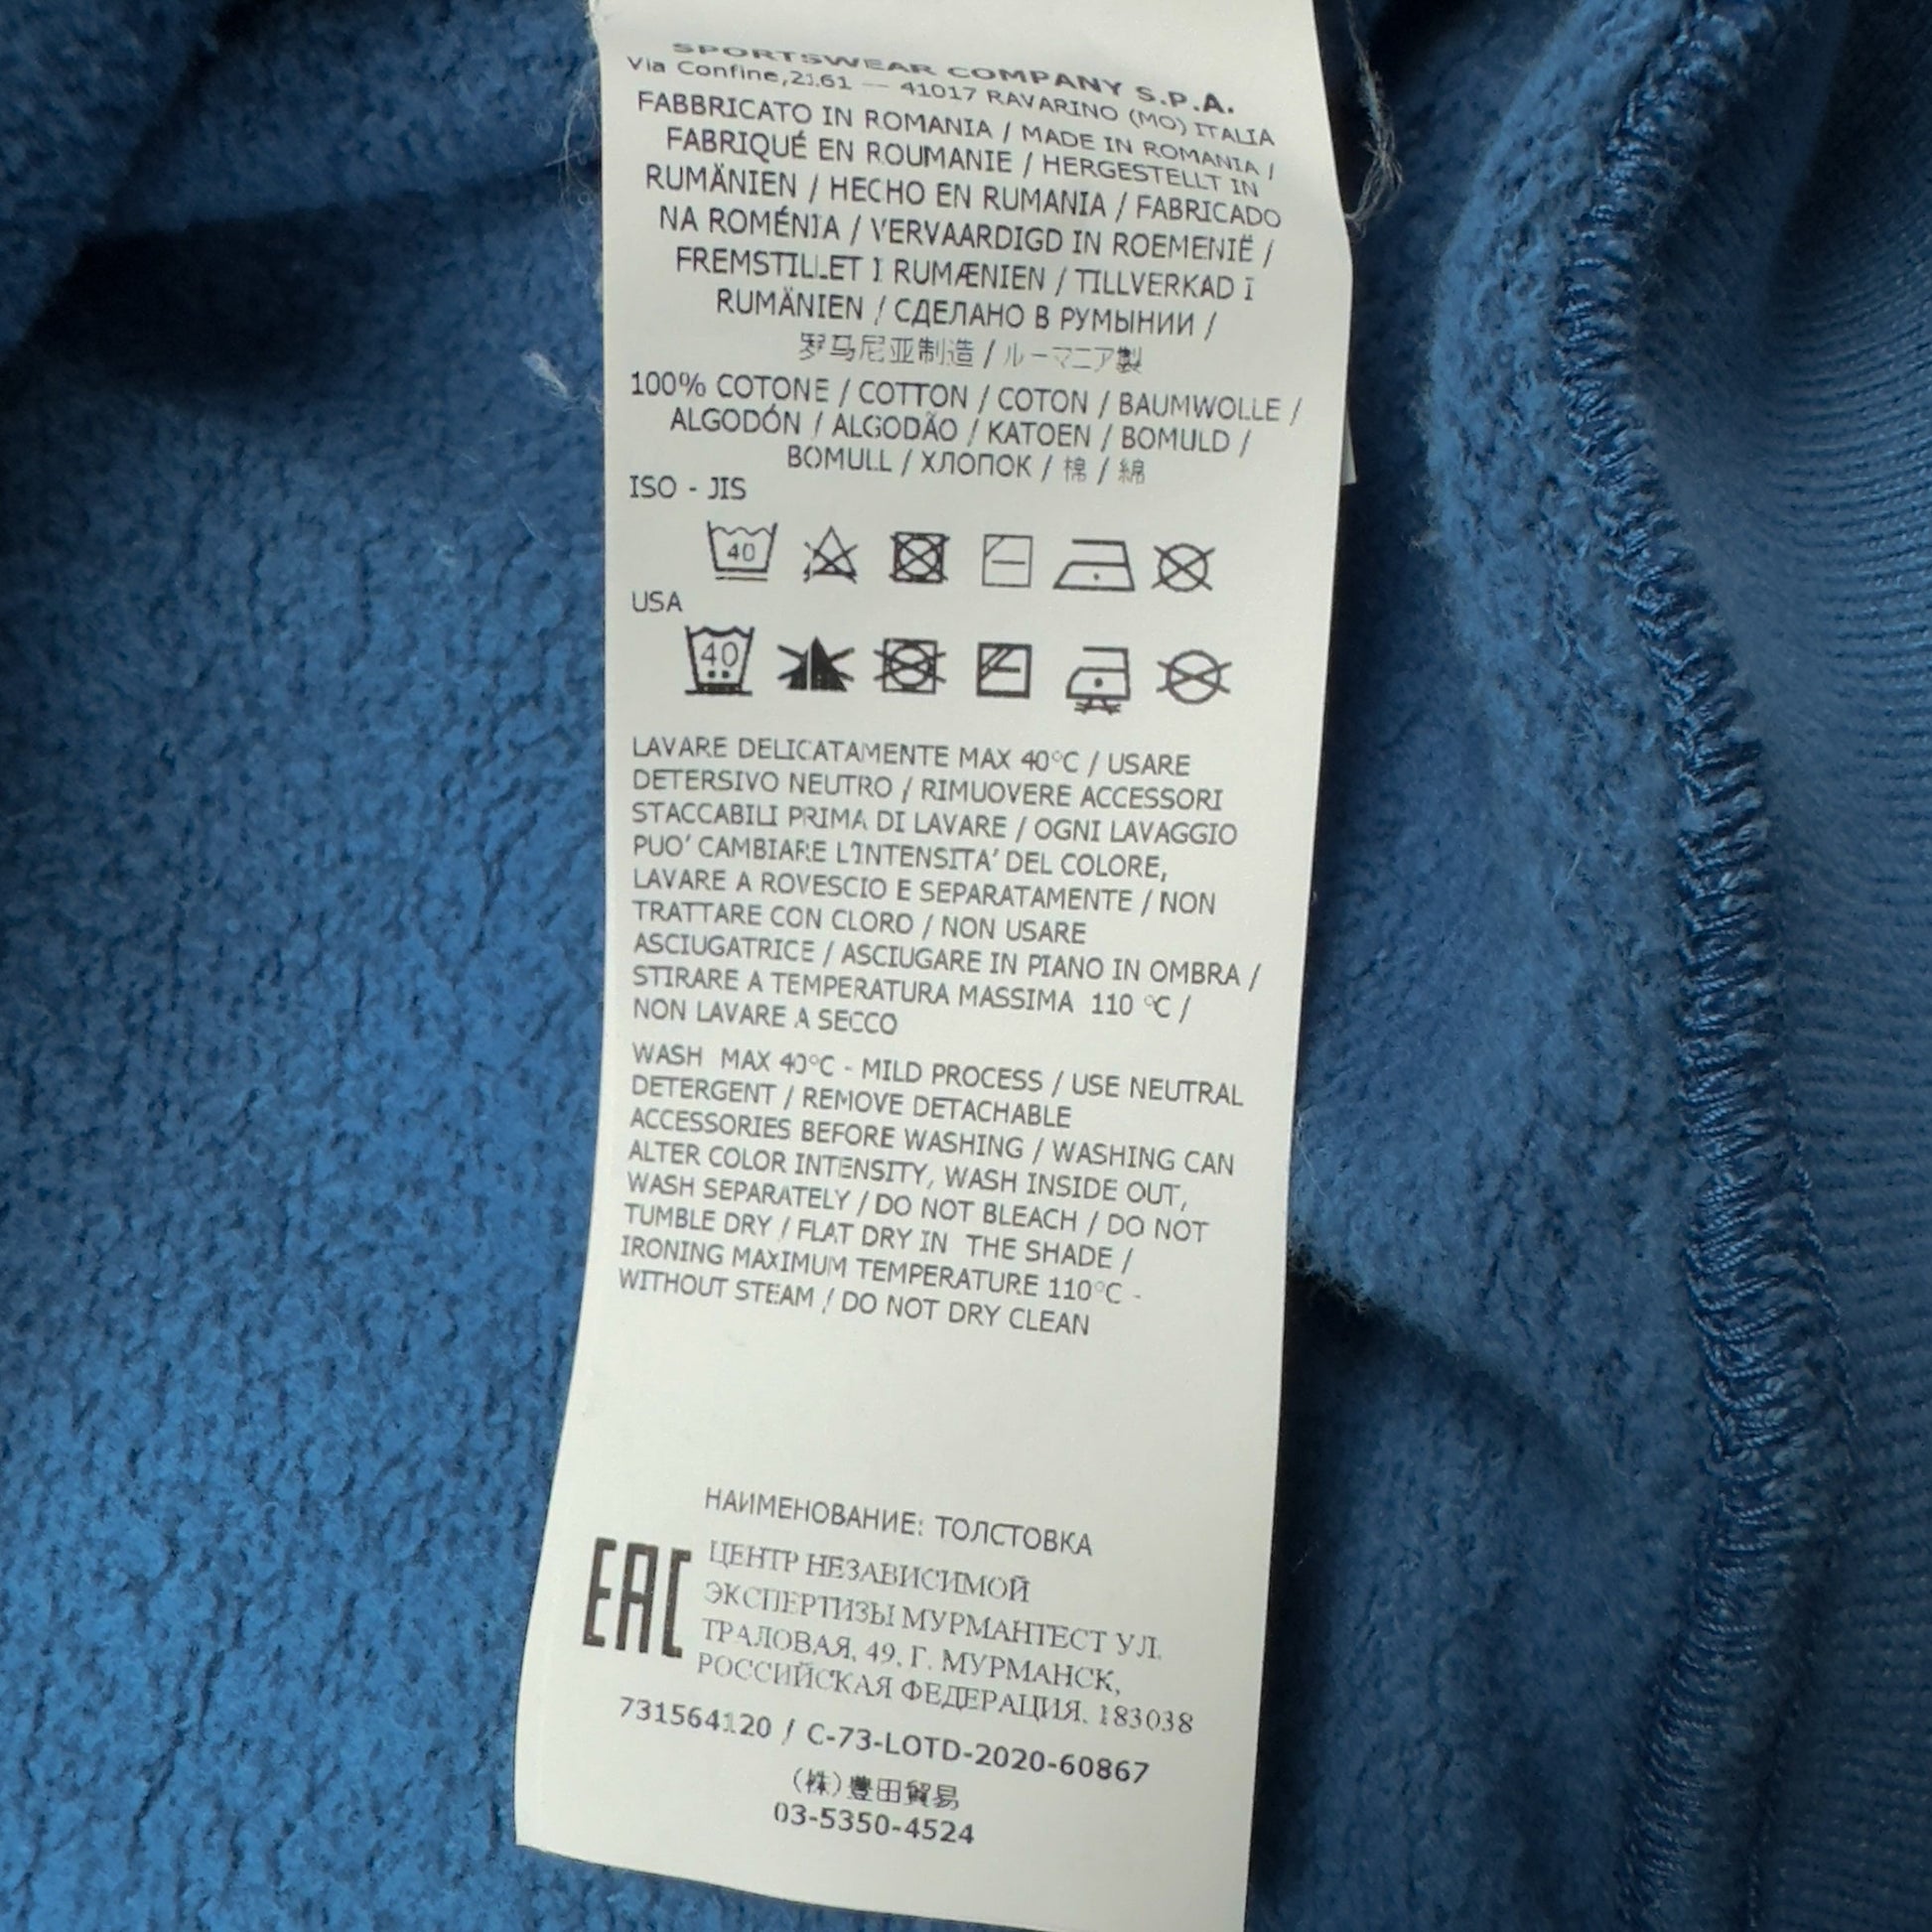 SPORTSWEAR COMPANY S.P.A.
Via Confine,2161 — 41017 RAVARINO (MO) ITALIA
FABBRICATO IN ROMANIA / MADE IN ROMANIA /
FABRIQUÉ EN ROUMANIE / HERGESTELLT IN
RUMÄNIEN / HECHO EN RUMANIA / FABRICADO
NA ROMÉNIA / VERVAARDIGD IN ROEMENIË /
FREMSTILLET I RUMÆNIEN / TILLVERKAD I
RUMÄNIEN / СДЕЛАНО В РУМЫНИИ /
罗马尼亚制造 / ルーマニア製
100% COTONE / COTTON / COTON / BAUMWOLLE /
ALGODÓN / ALGODÃO / KATOEN / BOMULD /
BOMULL / ХЛОПОК / 棉 / 綿
ISO - JIS
40
USA
40
LAVARE DELICATAMENTE MAX 40°C / USARE
DETERSIVO NEUTRO / RIMUOVERE ACCESSORI
STACCABILI PRIMA DI LAVARE / OGNI LAVAGGIO
PUO' CAMBIARE L'INTENSITA' DEL COLORE,
LAVARE A ROVESCIO E SEPARATAMENTE / NON
TRATTARE CON CLORO / NON USARE
ASCIUGATRICE / ASCIUGARE IN PIANO IN OMBRA /
STIRARE A TEMPERATURA MASSIMA 110 °C /
NON LAVARE A SECCO
WASH MAX 40°C - MILD PROCESS / USE NEUTRAL
DETERGENT / REMOVE DETACHABLE
ACCESSORIES BEFORE WASHING / WASHING CAN
ALTER COLOR INTENSITY, WASH INSIDE OUT,
WASH SEPARATELY / DO NOT BLEACH / DO NOT
TUMBLE DRY / FLAT DRY IN THE SHADE /
IRONING MAXIMUM TEMPERATURE 110°C -
WITHOUT STEAM / DO NOT DRY CLEAN
НАИМЕНОВАНИЕ: ТОЛСТОВКА
EAC
ЦЕНТР НЕЗАВИСИМОЙ
ЭКСПЕРТИЗЫ МУРМАНТЕСТ УЛ.
ТРАЛОВАЯ, 49, Г. МУРМАНСК,
РОССИЙСКАЯ ФЕДЕРАЦИЯ, 183038
731564120 / C-73-LOTD-2020-60867
（株）豊田貿易
03-5350-4524